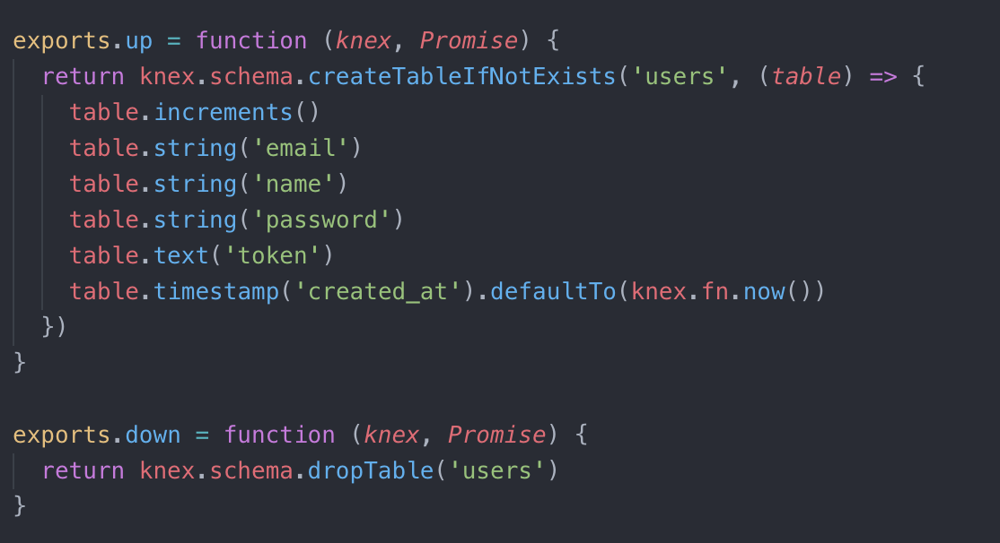 exports.up = function (knex, Promise) {
  return knex.schema.createTableIfNotExists('users', (table) => {
    table.increments()
    table.string('email')
    table.string('name')
    table.string('password')
    table.text('token')
    table.timestamp('created_at').defaultTo(knex.fn.now())
  })
}

exports.down = function (knex, Promise) {
  return knex.schema.dropTable('users')
}